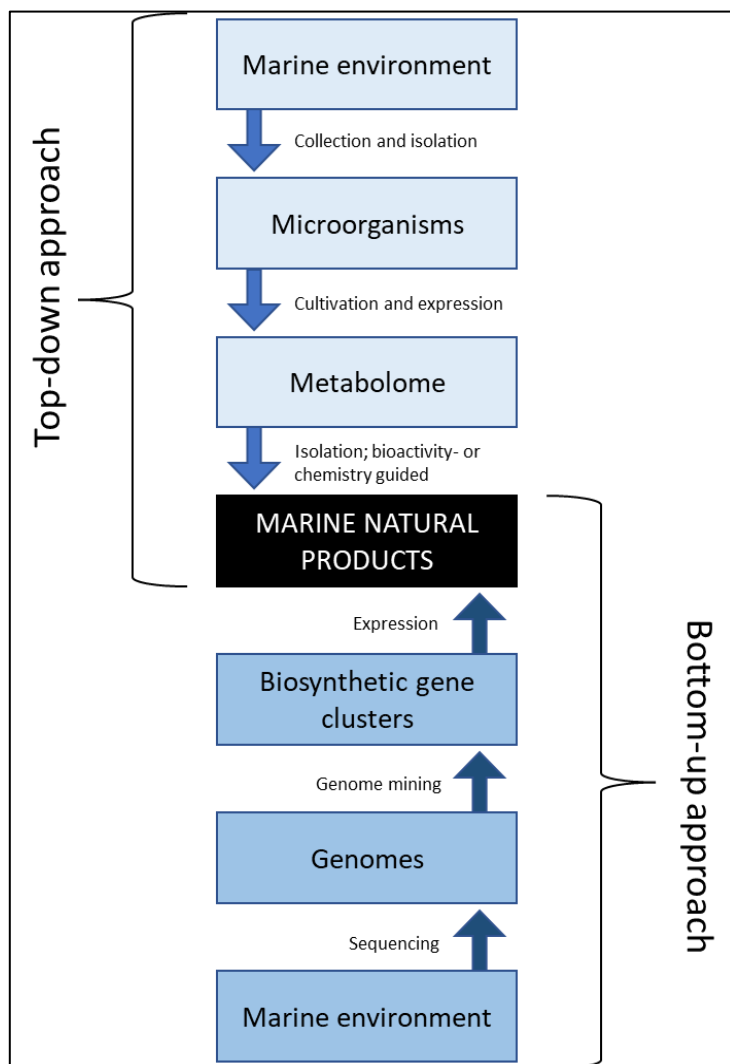 Top-down approach
Marine environment
Collection and isolation
Microorganisms
Cultivation and expression
Metabolome
Isolation; bioactivity- or
chemistry guided
MARINE NATURAL
PRODUCTS
Expression
Biosynthetic gene
clusters
Genome mining
Genomes
Sequencing
Marine environment
Bottom-up approach